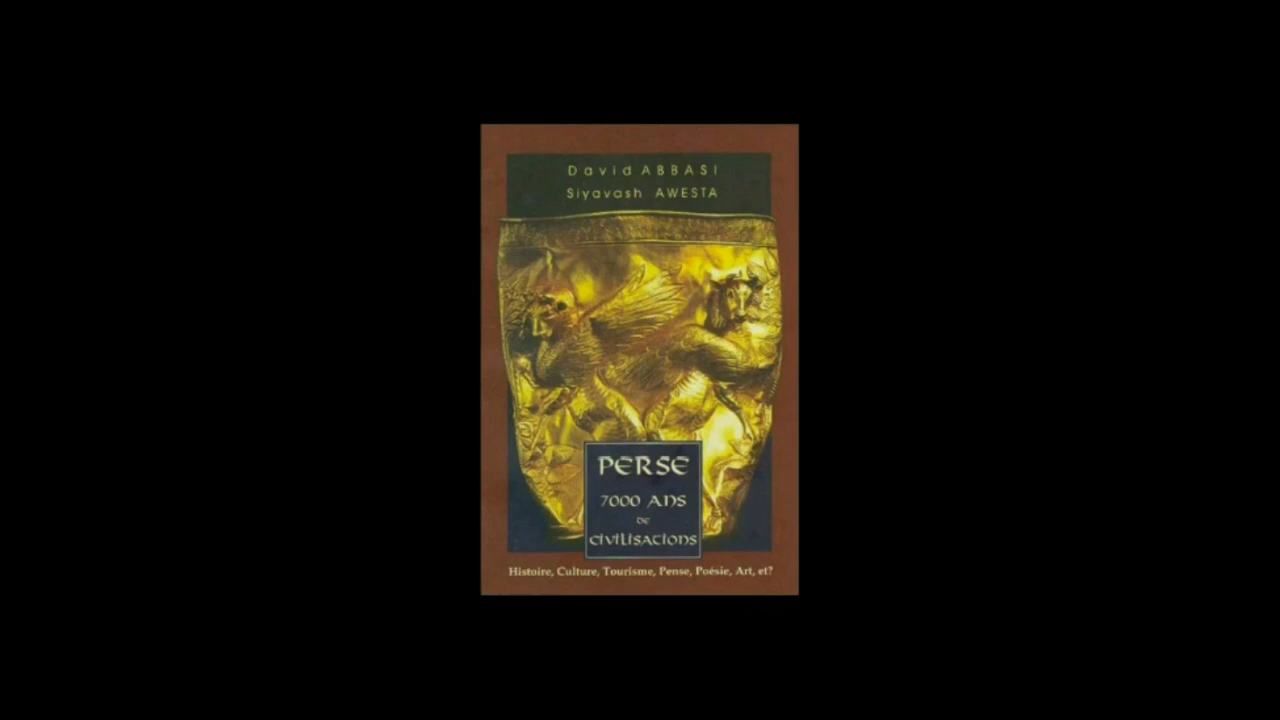 David ABBASI
Siyavash AWESTA
PERSE
7000 ANS
DE
CIVILISATIONS
Histoire, Culture, Tourisme, Pense, Poésie, Art, et?